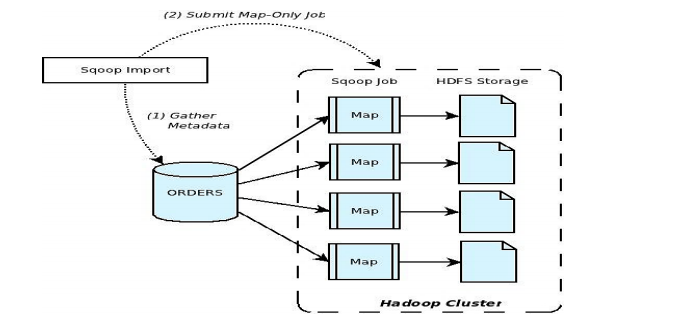 (2) Submit Map-Only Job
Sqoop Import
Sqoop Job
HDFS Storage
(1) Gather
Metadata
Map
Map
ORDERS
Map
Map
Hadoop Cluster